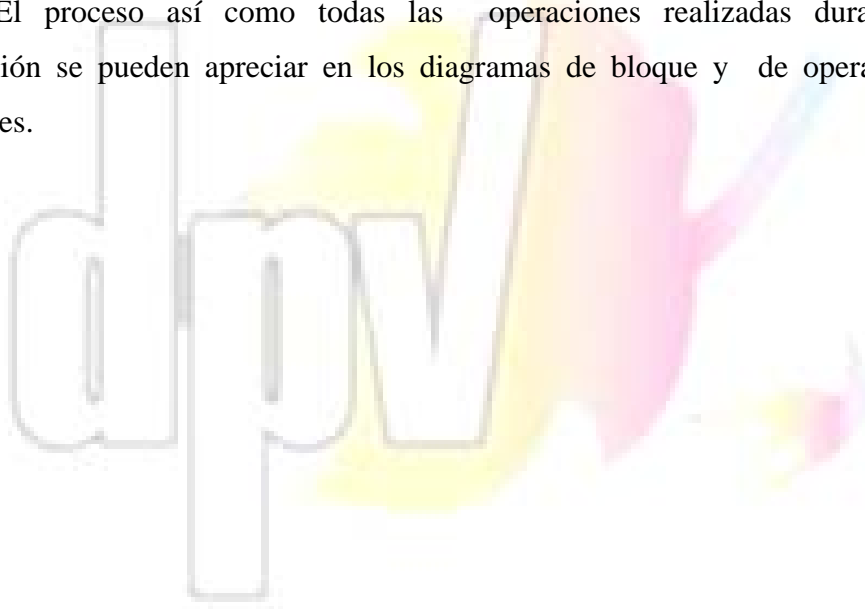 El proceso así como todas las operaciones realizadas dura
ión se pueden apreciar en los diagramas de bloque y de opera
es.
dpv